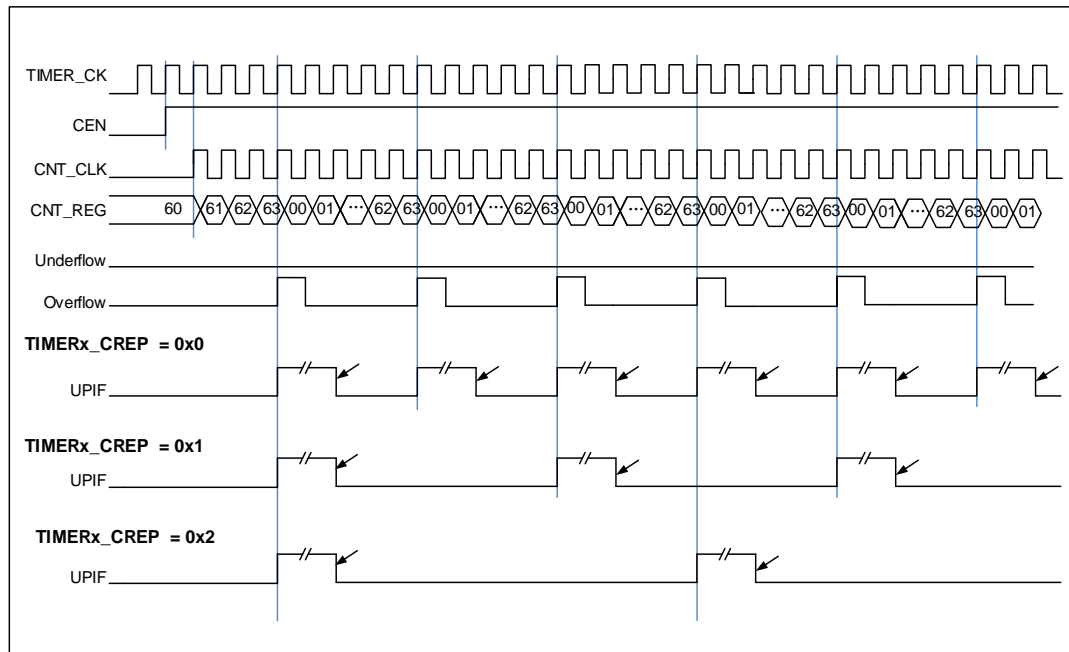 TIMER_CK
CEN
CNT_CLK
CNT_REG 60 61 62 63 00 01 ... 62 63 00 01 ... 62 63 00 01 ... 62 63 00 01 ... 62 63 00 01 ... 62 63 00 01
Underflow
Overflow
TIMERx_CREP = 0x0
UPIF // // // // // //
TIMERx_CREP = 0x1
UPIF // // //
TIMERx_CREP = 0x2
UPIF // //